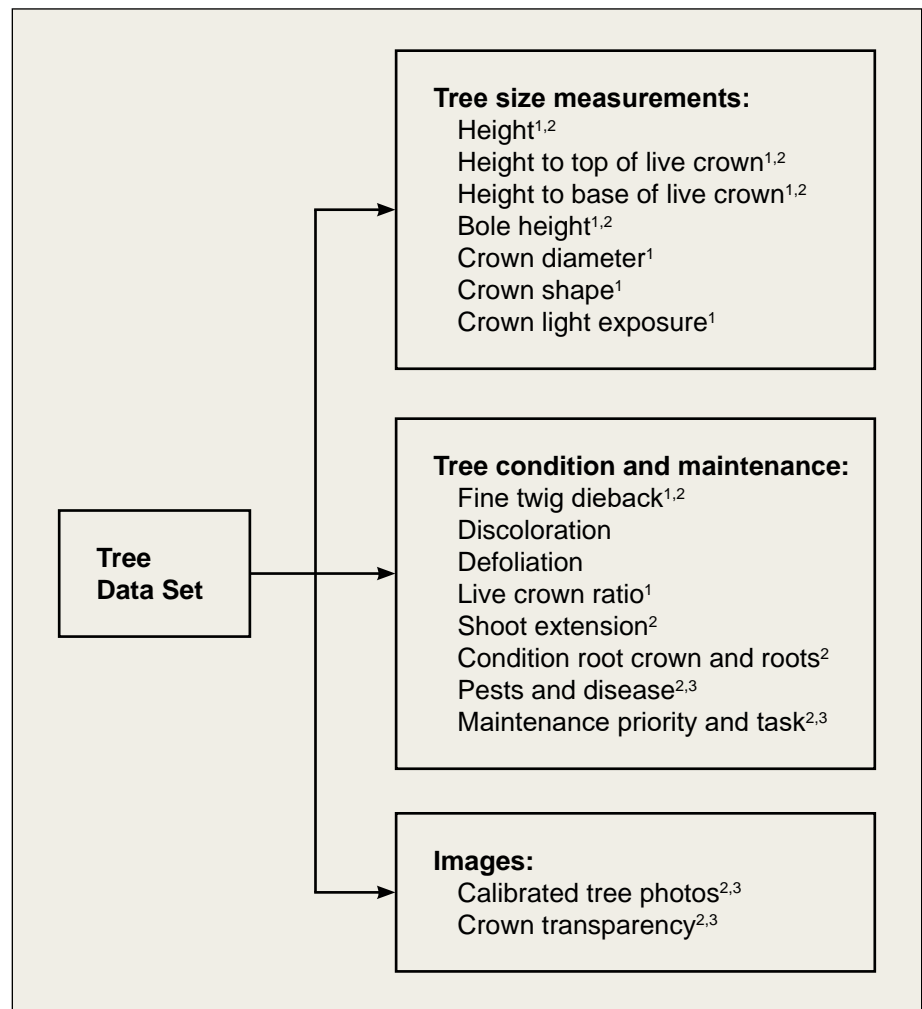 Tree size measurements:
Height¹,²
Height to top of live crown¹,²
Height to base of live crown¹,²
Bole height¹,²
Crown diameter¹
Crown shape¹
Crown light exposure¹
Tree
Data Set
Tree condition and maintenance:
Fine twig dieback¹,²
Discoloration
Defoliation
Live crown ratio¹
Shoot extension²
Condition root crown and roots²
Pests and disease²,³
Maintenance priority and task²,³
Images:
Calibrated tree photos²,³
Crown transparency²,³